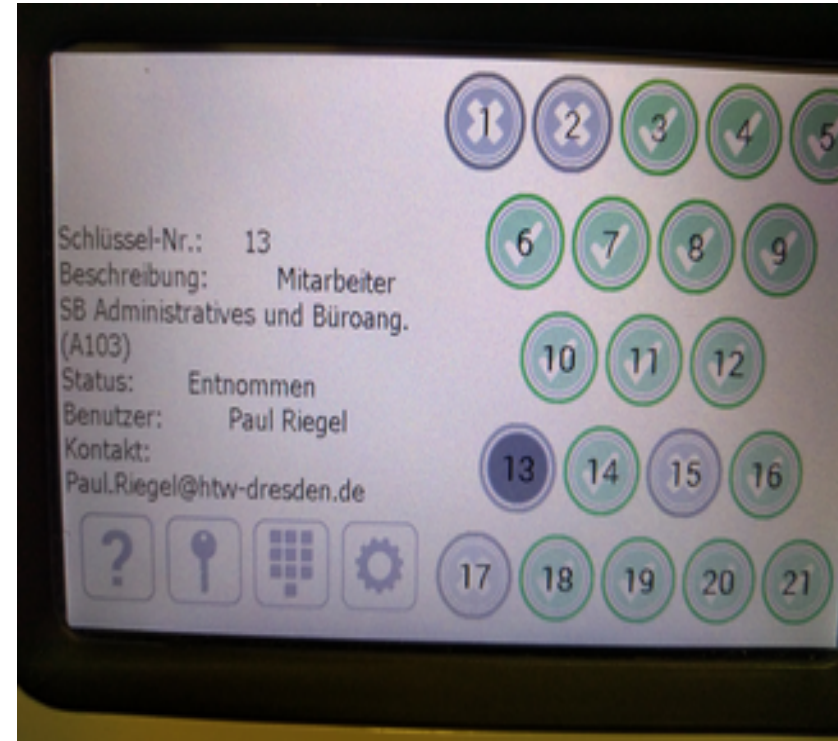 1 2 3 4 5
6 7 8 9
Schlüssel-Nr.: 13
Beschreibung: Mitarbeiter
SB Administratives und Büroang.
(A103)
Status: Entnommen
Benutzer: Paul Riegel
Kontakt:
Paul.Riegel@htw-dresden.de
10 11 12
13 14 15 16
?
17 18 19 20 21